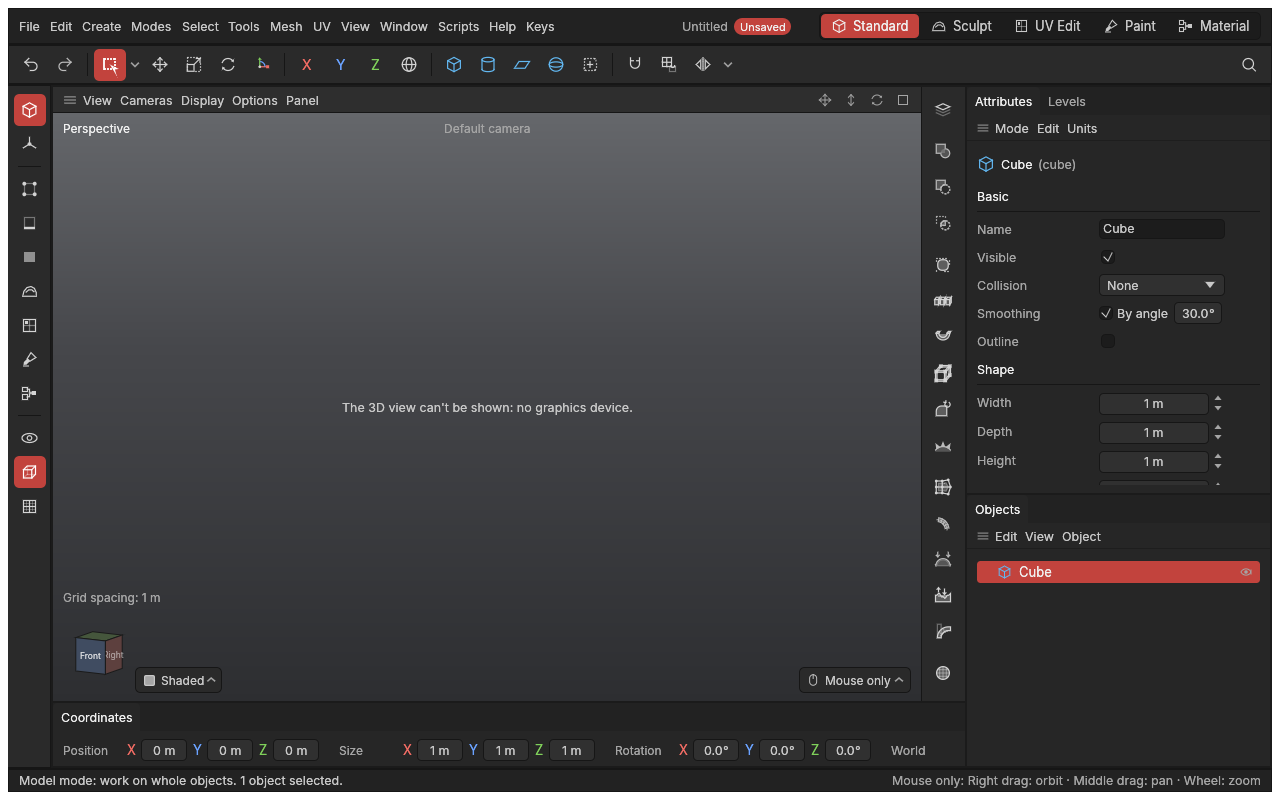 File Edit Create Modes Select Tools Mesh UV View Window Scripts Help Keys Untitled Unsaved Standard Sculpt UV Edit Paint Material
X Y Z
View Cameras Display Options Panel
Perspective Default camera
The 3D view can't be shown: no graphics device.
Grid spacing: 1 m
Front Right
Shaded
Mouse only
Attributes Levels
Mode Edit Units
Cube (cube)
Basic
Name Cube
Visible
Collision None
Smoothing By angle 30.0°
Outline
Shape
Width 1 m
Depth 1 m
Height 1 m
Objects
Edit View Object
Cube
Coordinates
Position X 0 m Y 0 m Z 0 m Size X 1 m Y 1 m Z 1 m Rotation X 0.0° Y 0.0° Z 0.0° World
Model mode: work on whole objects. 1 object selected. Mouse only: Right drag: orbit · Middle drag: pan · Wheel: zoom